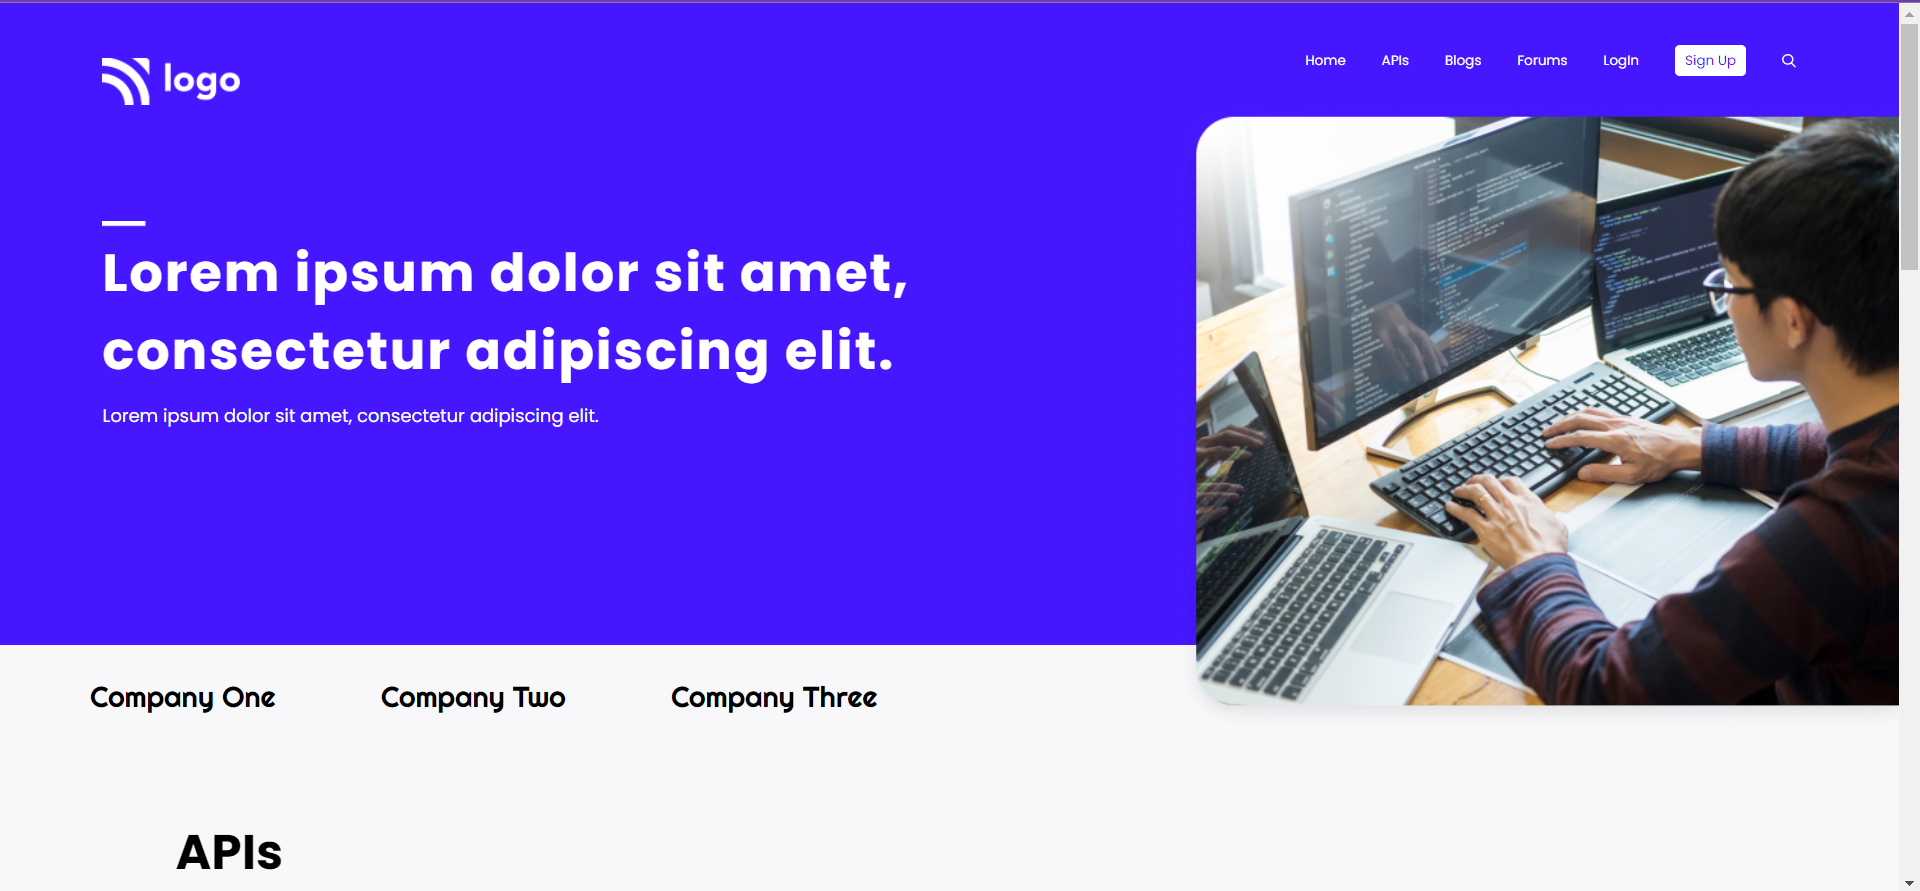 logo
Home APIs Blogs Forums LogIn Sign Up
Lorem ipsum dolor sit amet,
consectetur adipiscing elit.
Lorem ipsum dolor sit amet, consectetur adipiscing elit.
Company One Company Two Company Three
APIs